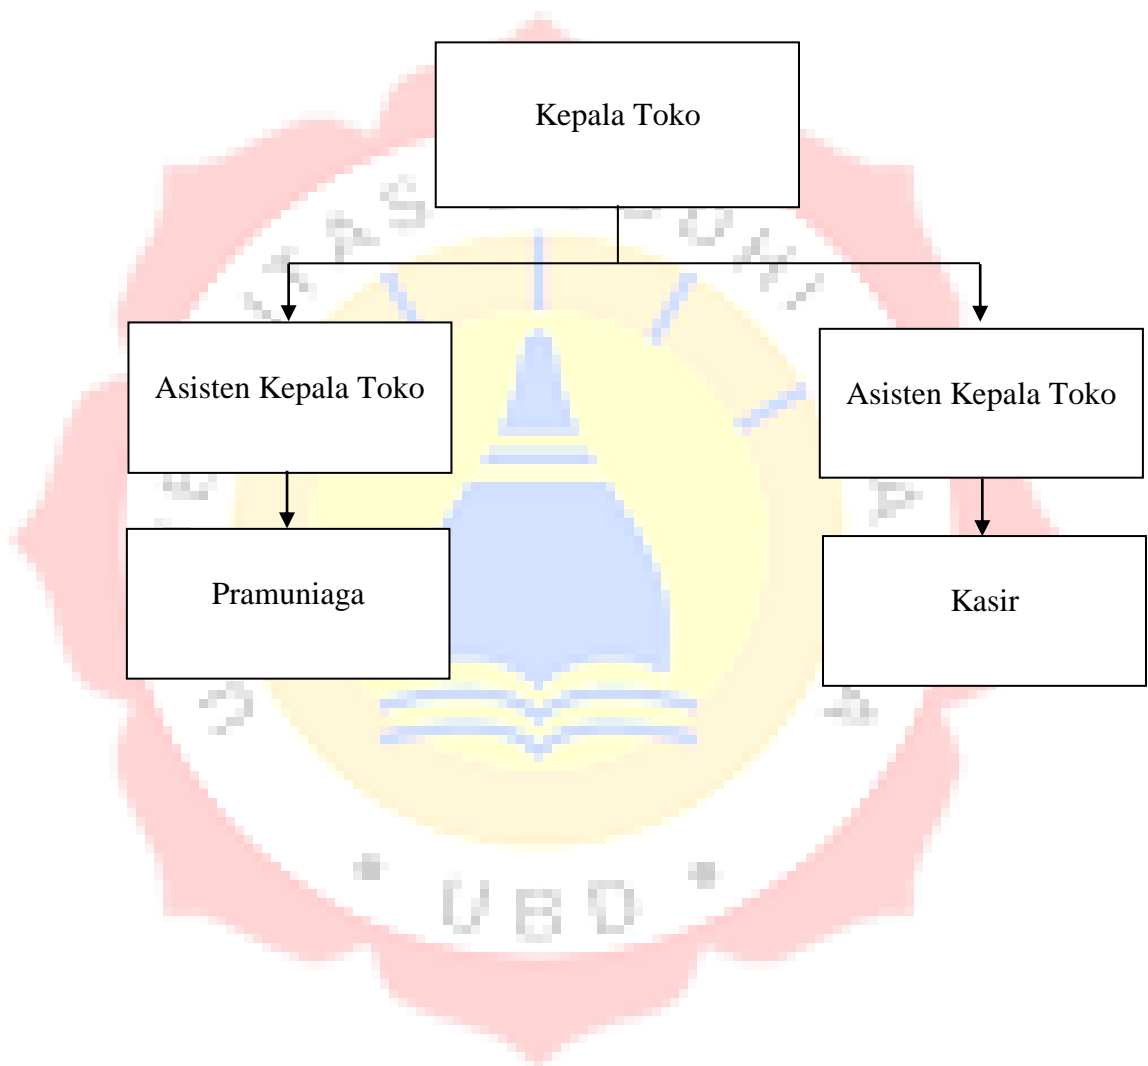 Kepala Toko
Asisten Kepala Toko
Asisten Kepala Toko
Pramuniaga
Kasir
UBD